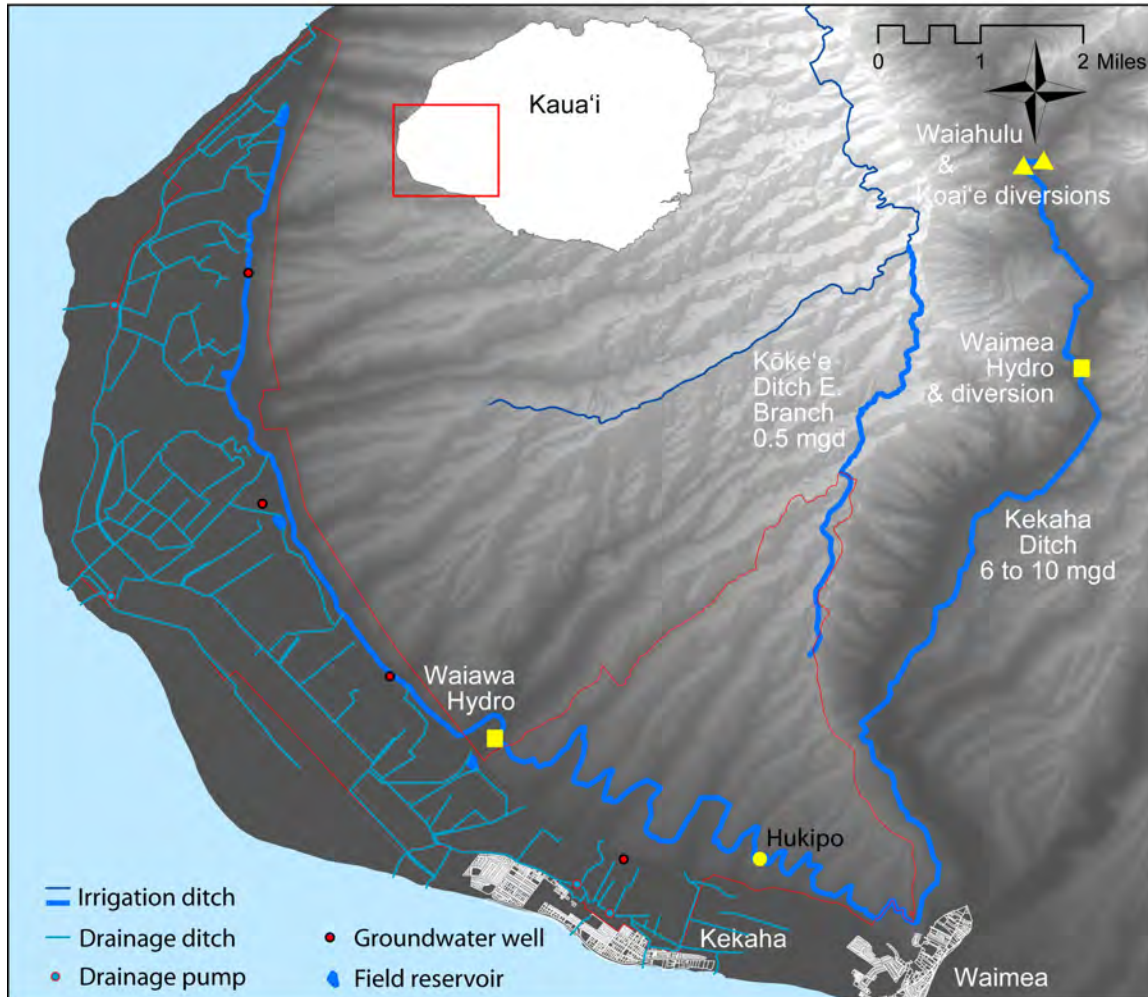 Kauaʻi
0 1 2 Miles
Waiahulu
&
Koaiʻe diversions
Kōkeʻe
Ditch E.
Branch
0.5 mgd
Waimea
Hydro
& diversion
Kekaha
Ditch
6 to 10 mgd
Waiawa
Hydro
Hukipo
Kekaha
Waimea
Irrigation ditch
Drainage ditch
Drainage pump
Groundwater well
Field reservoir